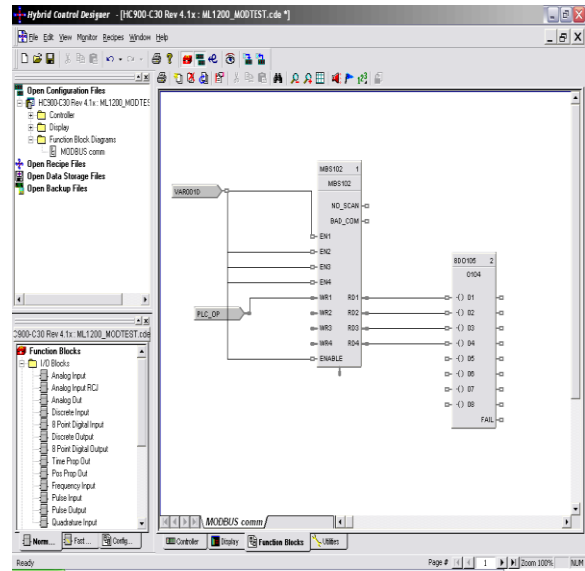 Hybrid Control Designer - [HC900-C30 Rev 4.1x : ML1200_MODTEST.cde *]
File Edit View Monitor Recipes Window Help
Open Configuration Files
HC900-C30 Rev 4.1x : ML1200_MODTES
Controller
Display
Function Block Diagrams
MODBUS comm
Open Recipe Files
Open Data Storage Files
Open Backup Files
C900-C30 Rev 4.1x : ML1200_MODTEST.cde
Function Blocks
I/O Blocks
Analog Input
Analog Input RCJ
Analog Out
Discrete Input
8 Point Digital Input
Discrete Output
8 Point Digital Output
Time Prop Out
Pos Prop Out
Frequency Input
Pulse Input
Pulse Output
Quadrature Input
Norm...
Fast ...
Config...
MBS102 1
MBS102
NO_SCAN
BAD_COM
EN1
EN2
EN3
EN4
WR1 RD1
WR2 RD2
WR3 RD3
WR4 RD4
ENABLE
VAR001D
PLC_OP
8DO105 2
0104
-( ) 01
-( ) 02
-( ) 03
-( ) 04
-( ) 05
-( ) 06
-( ) 07
-( ) 08
FAIL
MODBUS comm
Controller
Display
Function Blocks
Utilities
Ready
Page # 1 Zoom 100% NUM